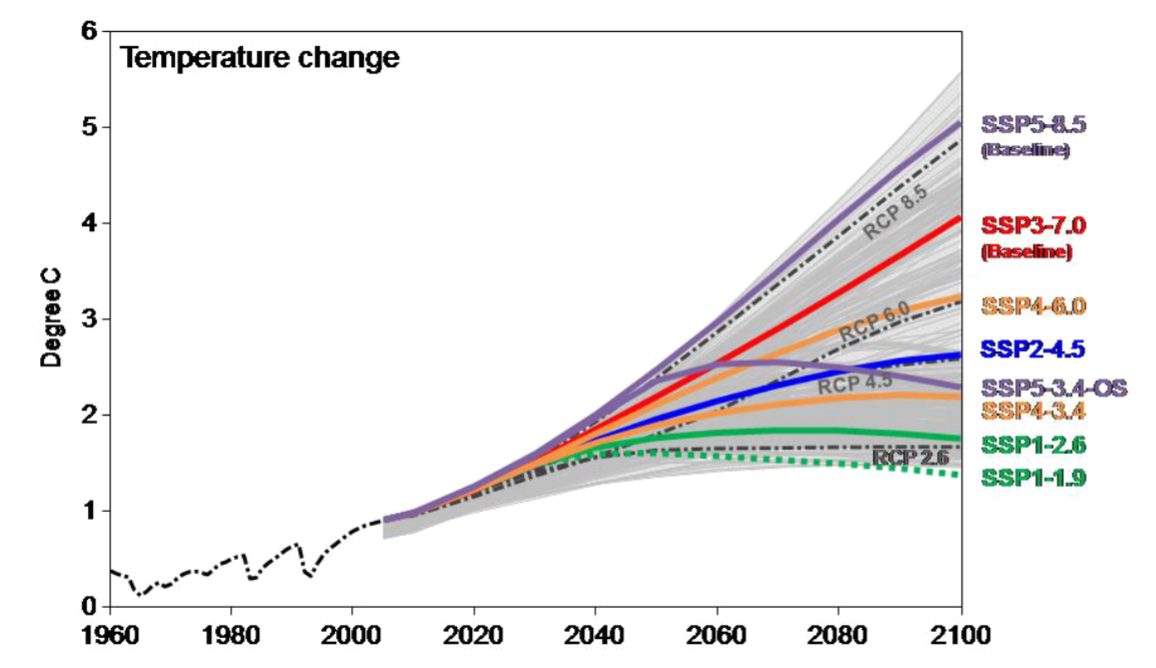 Temperature change
Degree C
6
5
4
3
2
1
0
1960 1980 2000 2020 2040 2060 2080 2100
RCP 8.5
RCP 6.0
RCP 4.5
RCP 2.6
SSP5-8.5
(Baseline)
SSP3-7.0
(Baseline)
SSP4-6.0
SSP2-4.5
SSP5-3.4-OS
SSP4-3.4
SSP1-2.6
SSP1-1.9